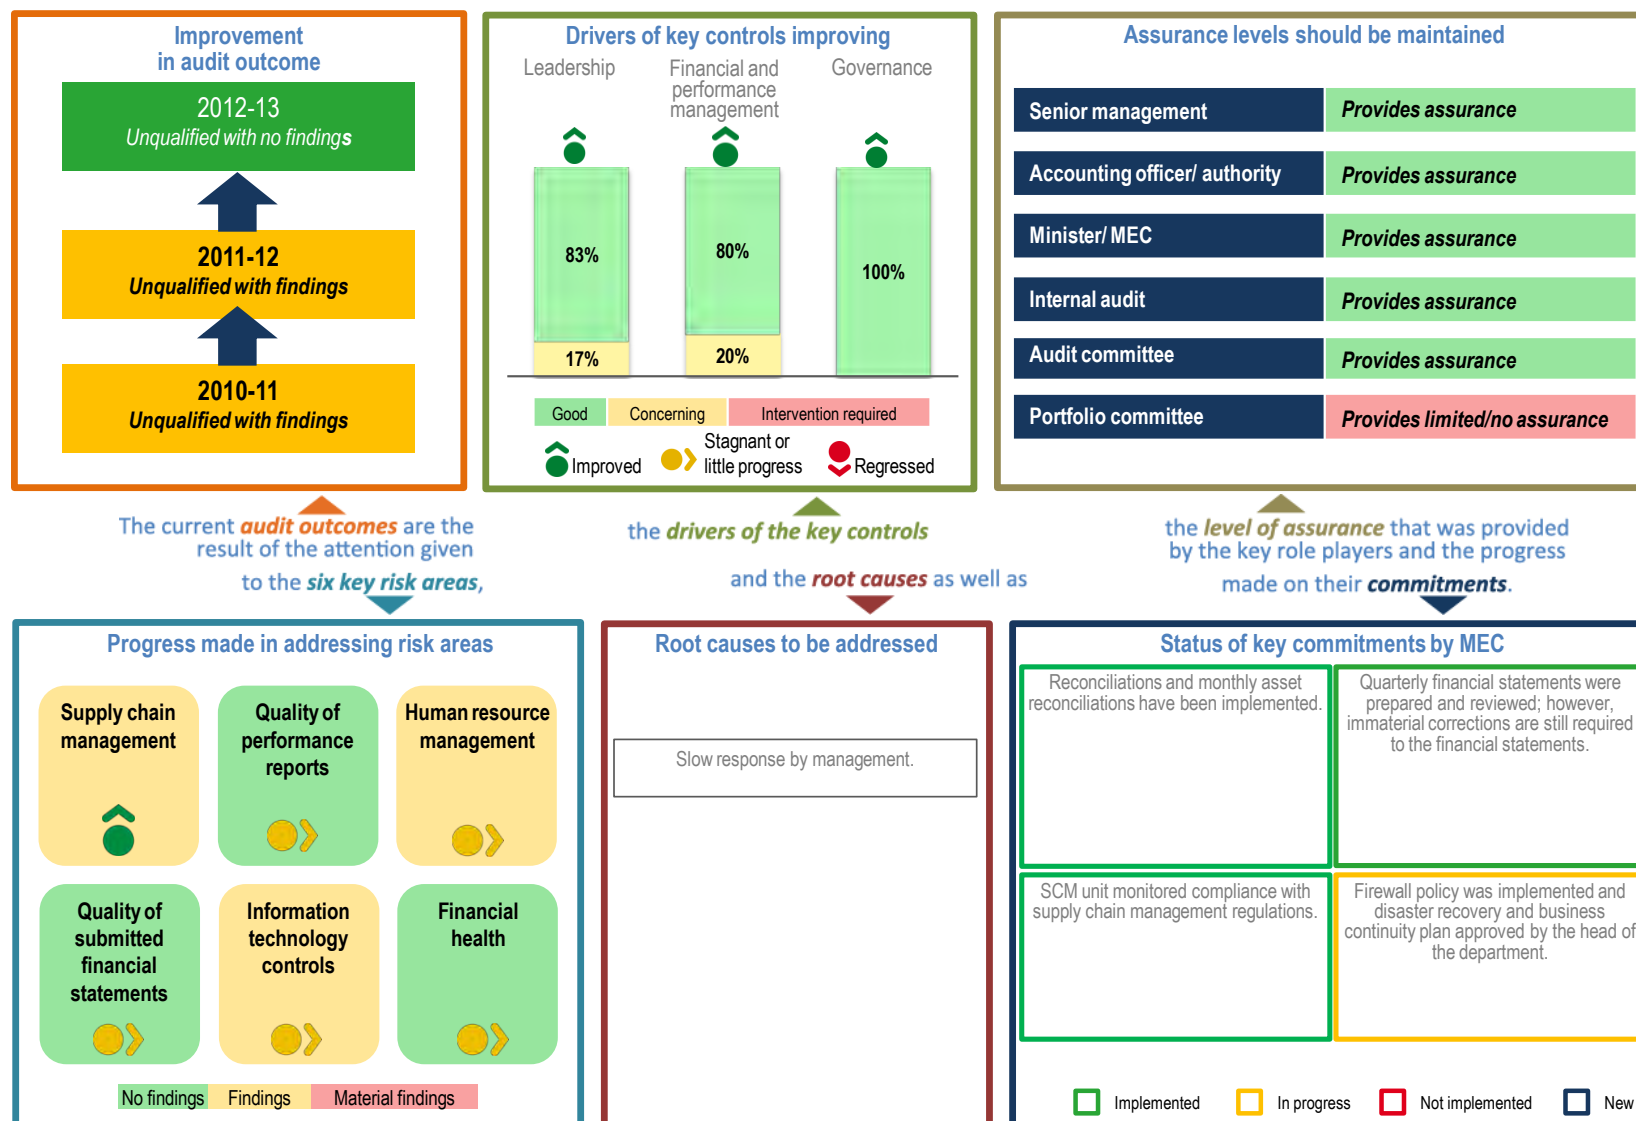 Improvement
in audit outcome
2012-13
Unqualified with no findings
2011-12
Unqualified with findings
2010-11
Unqualified with findings
Drivers of key controls improving
Leadership
Financial and
performance
management
Governance
83%
80%
100%
17%
20%
Good
Concerning
Intervention required
Improved
Stagnant or
little progress
Regressed
Assurance levels should be maintained
Senior management
Provides assurance
Accounting officer/ authority
Provides assurance
Minister/ MEC
Provides assurance
Internal audit
Provides assurance
Audit committee
Provides assurance
Portfolio committee
Provides limited/no assurance
The current audit outcomes are the
result of the attention given
to the six key risk areas,
the drivers of the key controls
and the root causes as well as
the level of assurance that was provided
by the key role players and the progress
made on their commitments.
Progress made in addressing risk areas
Supply chain
management
Quality of
performance
reports
Human resource
management
Quality of
submitted
financial
statements
Information
technology
controls
Financial
health
No findings
Findings
Material findings
Root causes to be addressed
Slow response by management.
Status of key commitments by MEC
Reconciliations and monthly asset
reconciliations have been implemented.
Quarterly financial statements were
prepared and reviewed; however,
immaterial corrections are still required
to the financial statements.
SCM unit monitored compliance with
supply chain management regulations.
Firewall policy was implemented and
disaster recovery and business
continuity plan approved by the head of
the department.
Implemented
In progress
Not implemented
New